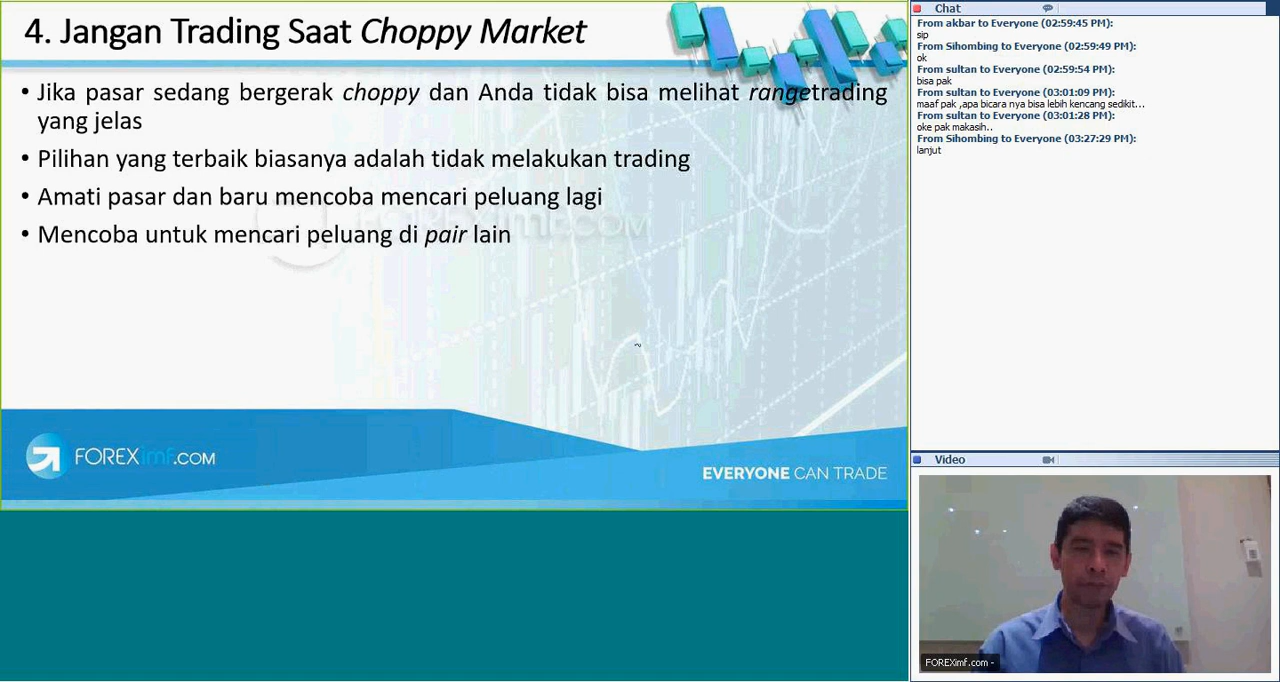 4. Jangan Trading Saat Choppy Market
• Jika pasar sedang bergerak choppy dan Anda tidak bisa melihat rangetrading
yang jelas
• Pilihan yang terbaik biasanya adalah tidak melakukan trading
• Amati pasar dan baru mencoba mencari peluang lagi
• Mencoba untuk mencari peluang di pair lain
FOREXimf.COM
FOREXimf.COM
EVERYONE CAN TRADE
Chat
From akbar to Everyone (02:59:45 PM):
sip
From Sihombing to Everyone (02:59:49 PM):
ok
From sultan to Everyone (02:59:54 PM):
bisa pak
From sultan to Everyone (03:01:09 PM):
maaf pak ,apa bicara nya bisa lebih kencang sedikit...
From sultan to Everyone (03:01:28 PM):
oke pak makasih..
From Sihombing to Everyone (03:27:29 PM):
lanjut
Video
FOREXimf.com -